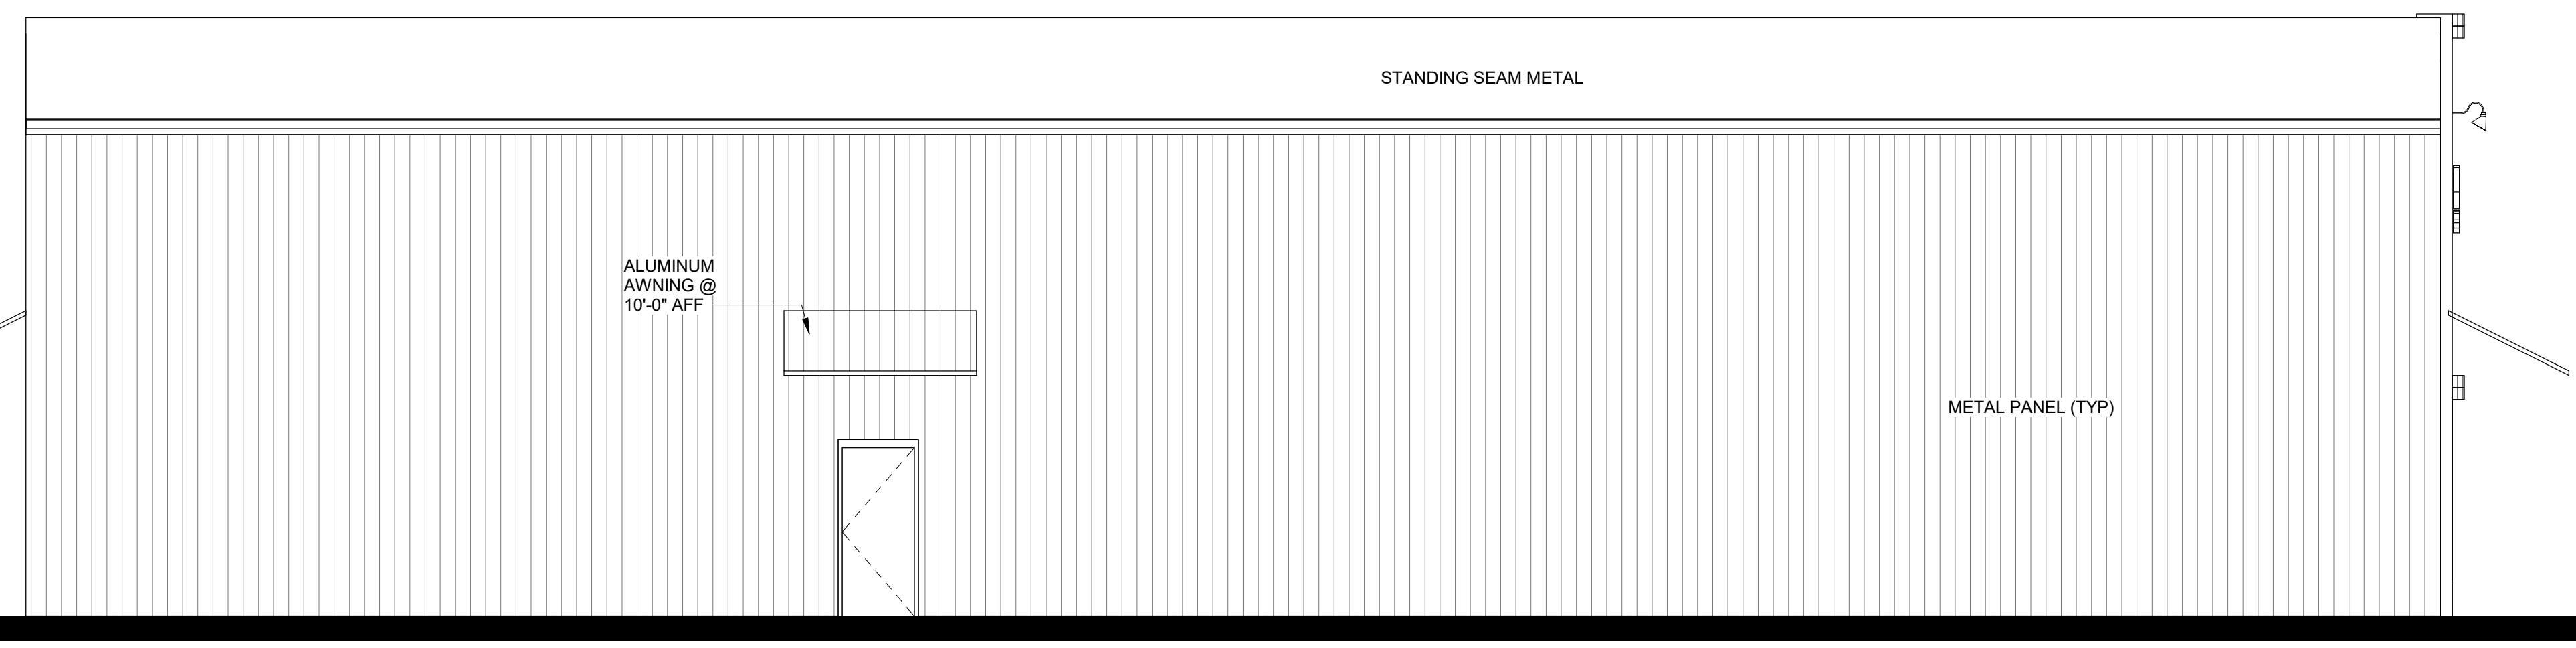 STANDING SEAM METAL
ALUMINUM
AWNING @
10'-0" AFF
METAL PANEL (TYP)